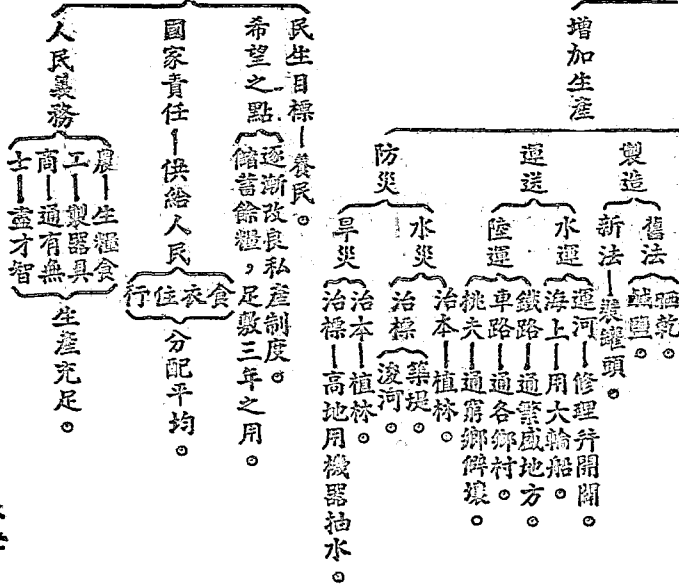 增加生產
製造
舊法
晒乾。
鹹鹽。
新法—裝罐頭。
運送
水運
運河—修理幷開闢。
海上—用大輪船。
陸運
鐵路—通繁盛地方。
車路—通各鄉村。
挑夫—通窮鄉僻壤。
防災
水災
治本—植林。
治標
築堤。
浚河。
旱災
治本—植林。
治標—高地用機器抽水。
民生目標—養民。
希望之點
逐漸改良私產制度。
儲蓄餘糧,足敷三年之用。
國家責任—供給人民
食
衣
住
行
分配平均。
人民義務
農—生糧食
工—製器具
商—通有無
士—盡才智
生產充足。